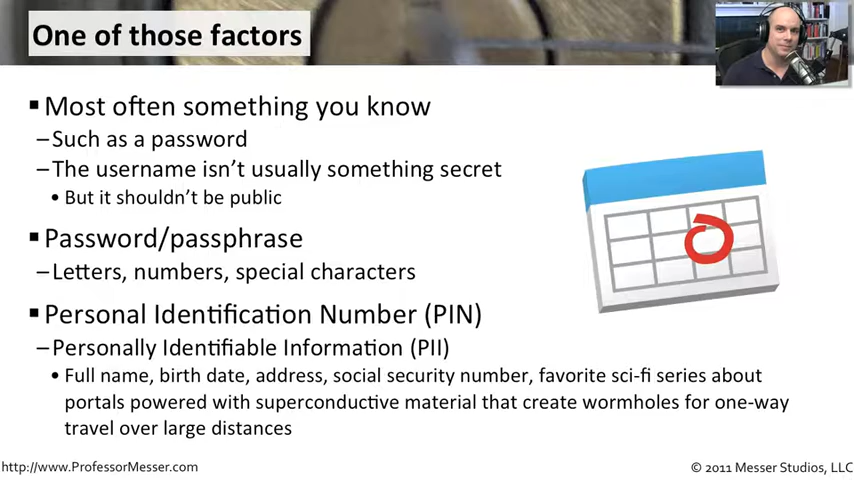 One of those factors
▪ Most often something you know
–Such as a password
–The username isn’t usually something secret
• But it shouldn’t be public
▪ Password/passphrase
–Letters, numbers, special characters
▪ Personal Identification Number (PIN)
–Personally Identifiable Information (PII)
• Full name, birth date, address, social security number, favorite sci-fi series about
portals powered with superconductive material that create wormholes for one-way
travel over large distances
http://www.ProfessorMesser.com
© 2011 Messer Studios, LLC